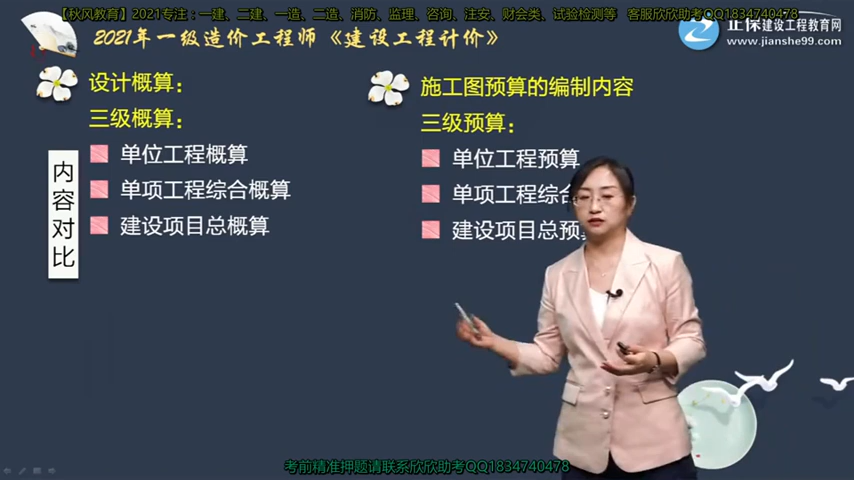 【秋风教育】2021专注：一建、二建、一造、二造、消防、监理、咨询、注安、财会类、试验检测等 客服欣欣助考QQ1834740478
2021年一级造价工程师《建设工程计价》
正保建设工程教育网
www.jianshe99.com
设计概算：
三级概算：
单位工程概算
单项工程综合概算
建设项目总概算
内容对比
施工图预算的编制内容
三级预算：
单位工程预算
单项工程综合
建设项目总预
考前精准押题请联系欣欣助考QQ1834740478